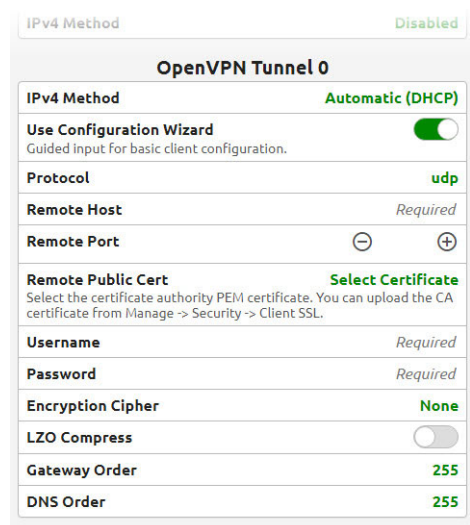 IPv4 Method Disabled
OpenVPN Tunnel 0
IPv4 Method Automatic (DHCP)
Use Configuration Wizard
Guided input for basic client configuration.
Protocol udp
Remote Host Required
Remote Port
Remote Public Cert Select Certificate
Select the certificate authority PEM certificate. You can upload the CA
certificate from Manage -> Security -> Client SSL.
Username Required
Password Required
Encryption Cipher None
LZO Compress
Gateway Order 255
DNS Order 255